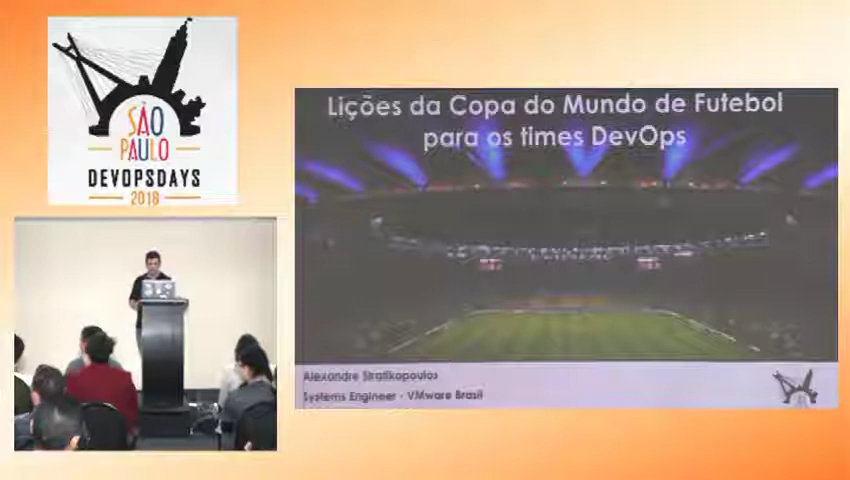 SÃO
PAULO
DEVOPSDAYS
2018
Lições da Copa do Mundo de Futebol
para os times DevOps
Alexandre Stratikopoulos
Systems Engineer - VMware Brasil